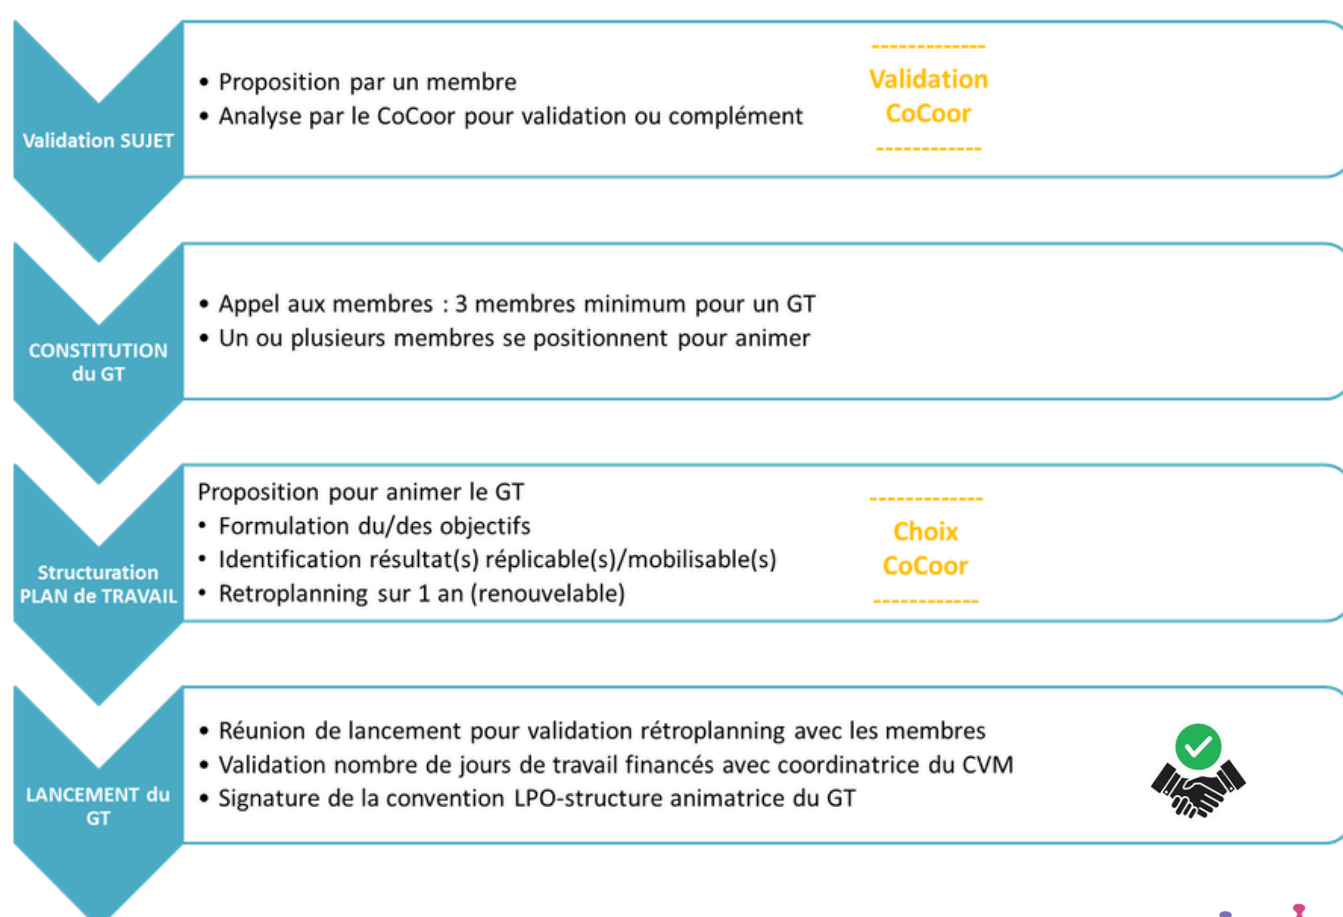 Validation SUJET
• Proposition par un membre
• Analyse par le CoCoor pour validation ou complément
-------------
Validation
CoCoor
------------
CONSTITUTION
du GT
• Appel aux membres : 3 membres minimum pour un GT
• Un ou plusieurs membres se positionnent pour animer
Structuration
PLAN de TRAVAIL
Proposition pour animer le GT
• Formulation du/des objectifs
• Identification résultat(s) réplicable(s)/mobilisable(s)
• Retroplanning sur 1 an (renouvelable)
-------------
Choix
CoCoor
------------
LANCEMENT du
GT
• Réunion de lancement pour validation rétroplanning avec les membres
• Validation nombre de jours de travail financés avec coordinatrice du CVM
• Signature de la convention LPO-structure animatrice du GT